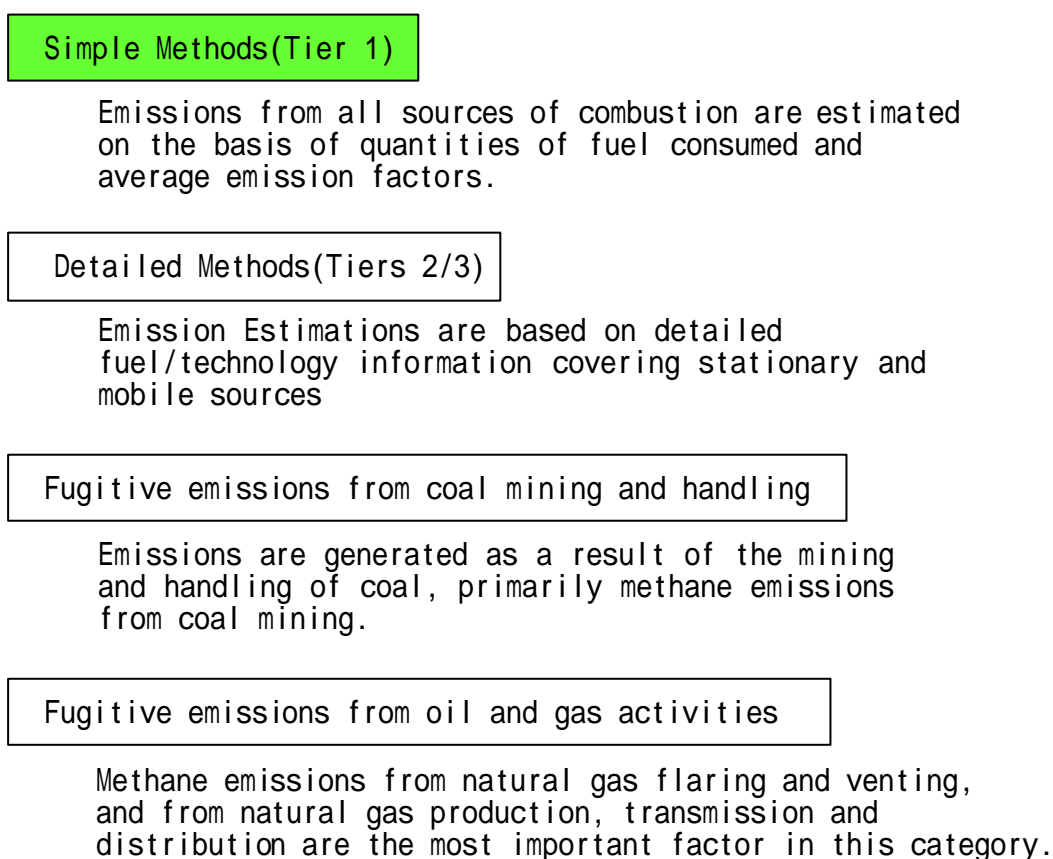 Simple Methods(Tier 1)
Emissions from all sources of combustion are estimated
on the basis of quantities of fuel consumed and
average emission factors.
Detailed Methods(Tiers 2/3)
Emission Estimations are based on detailed
fuel/technology information covering stationary and
mobile sources
Fugitive emissions from coal mining and handling
Emissions are generated as a result of the mining
and handling of coal, primarily methane emissions
from coal mining.
Fugitive emissions from oil and gas activities
Methane emissions from natural gas flaring and venting,
and from natural gas production, transmission and
distribution are the most important factor in this category.